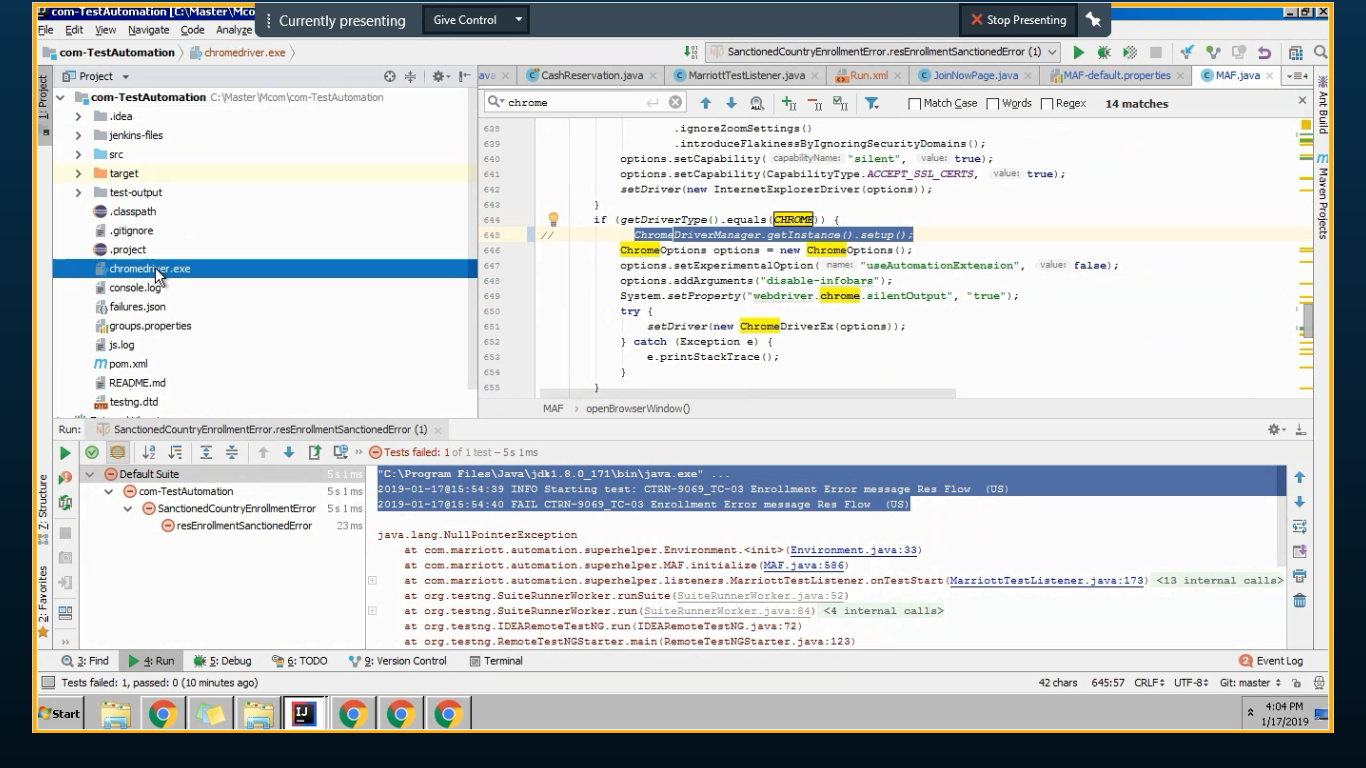 com-TestAutomation [C:\Master\Mcom
Currently presenting
Give Control
Stop Presenting
File Edit View Navigate Code Analyze
com-TestAutomation
chromedriver.exe
SanctionedCountryEnrollmentError.resEnrollmentSanctionedError (1)
Project
ava
CashReservation.java
MarriottTestListener.java
Run.xml
JoinNowPage.java
MAF-default.properties
MAF.java
1: Project
com-TestAutomation C:\Master\Mcom\com-TestAutomation
.idea
jenkins-files
src
target
test-output
.classpath
.gitignore
.project
chromedriver.exe
console.log
failures.json
groups.properties
js.log
pom.xml
README.md
testng.dtd
chrome
Match Case
Words
Regex
14 matches
638 .ignoreZoomSettings()
639 .introduceFlakinessByIgnoringSecurityDomains();
640 options.setCapability( capabilityName: "silent", value: true);
641 options.setCapability(CapabilityType.ACCEPT_SSL_CERTS, value: true);
642 setDriver(new InternetExplorerDriver(options));
643 }
644 if (getDriverType().equals(CHROME)) {
645 // ChromeDriverManager.getInstance().setup();
646 ChromeOptions options = new ChromeOptions();
647 options.setExperimentalOption( name: "useAutomationExtension", value: false);
648 options.addArguments("disable-infobars");
649 System.setProperty("webdriver.chrome.silentOutput", "true");
650 try {
651 setDriver(new ChromeDriverEx(options));
652 } catch (Exception e) {
653 e.printStackTrace();
654 }
655 }
MAF
openBrowserWindow()
Ant Build
Maven Projects
Run:
SanctionedCountryEnrollmentError.resEnrollmentSanctionedError (1)
Tests failed: 1 of 1 test – 5 s 1 ms
Default Suite 5 s 1 ms
com-TestAutomation 5 s 1 ms
SanctionedCountryEnrollmentError 5 s 1 ms
resEnrollmentSanctionedError 23 ms
"C:\Program Files\Java\jdk1.8.0_171\bin\java.exe" ...
2019-01-17@15:54:39 INFO Starting test: CTRN-9069_TC-03 Enrollment Error message Res Flow (US)
2019-01-17@15:54:40 FAIL CTRN-9069_TC-03 Enrollment Error message Res Flow (US)
java.lang.NullPointerException
at com.marriott.automation.superhelper.Environment.<init>(Environment.java:33)
at com.marriott.automation.superhelper.MAF.initialize(MAF.java:586)
at com.marriott.automation.superhelper.listeners.MarriottTestListener.onTestStart(MarriottTestListener.java:173) <13 internal calls>
at org.testng.SuiteRunnerWorker.runSuite(SuiteRunnerWorker.java:52)
at org.testng.SuiteRunnerWorker.run(SuiteRunnerWorker.java:84) <4 internal calls>
at org.testng.IDEARemoteTestNG.run(IDEARemoteTestNG.java:72)
at org.testng.RemoteTestNGStarter.main(RemoteTestNGStarter.java:123)
Z: Structure
2: Favorites
3: Find
4: Run
5: Debug
6: TODO
9: Version Control
Terminal
2 Event Log
Tests failed: 1, passed: 0 (10 minutes ago)
42 chars
645:57
CRLF
UTF-8
Git: master
Start
4:04 PM
1/17/2019